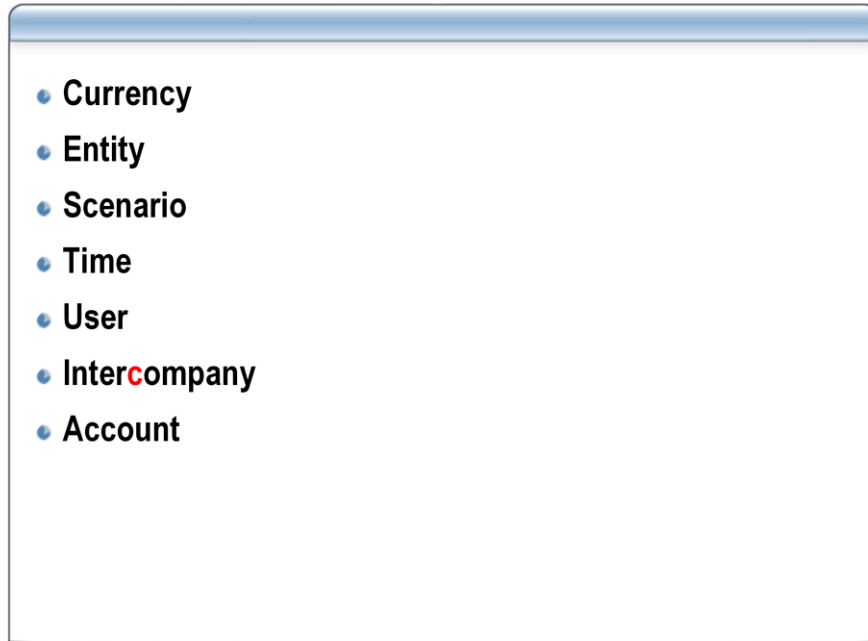 Currency
Entity
Scenario
Time
User
Intercompany
Account